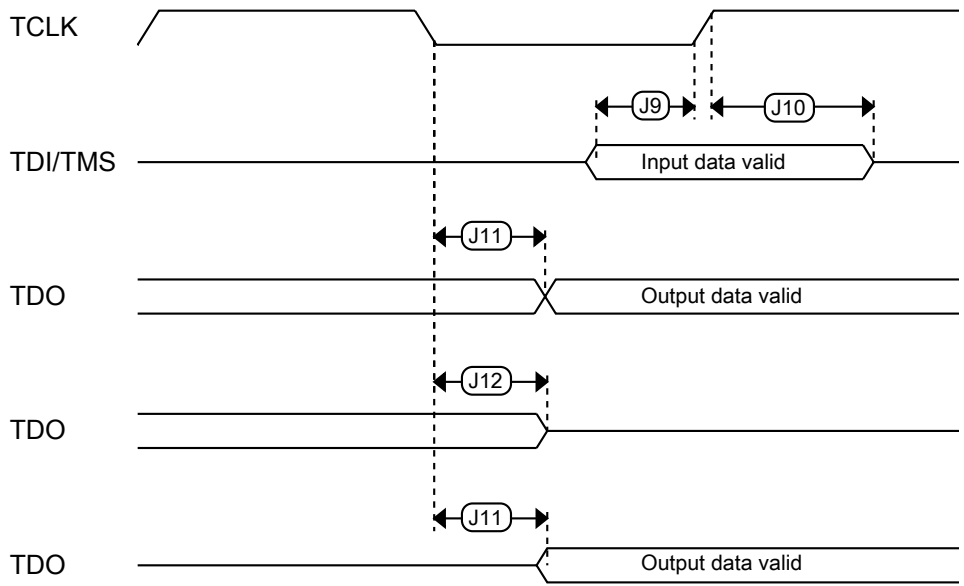 TCLK
J9
J10
TDI/TMS
Input data valid
J11
TDO
Output data valid
J12
TDO
J11
TDO
Output data valid